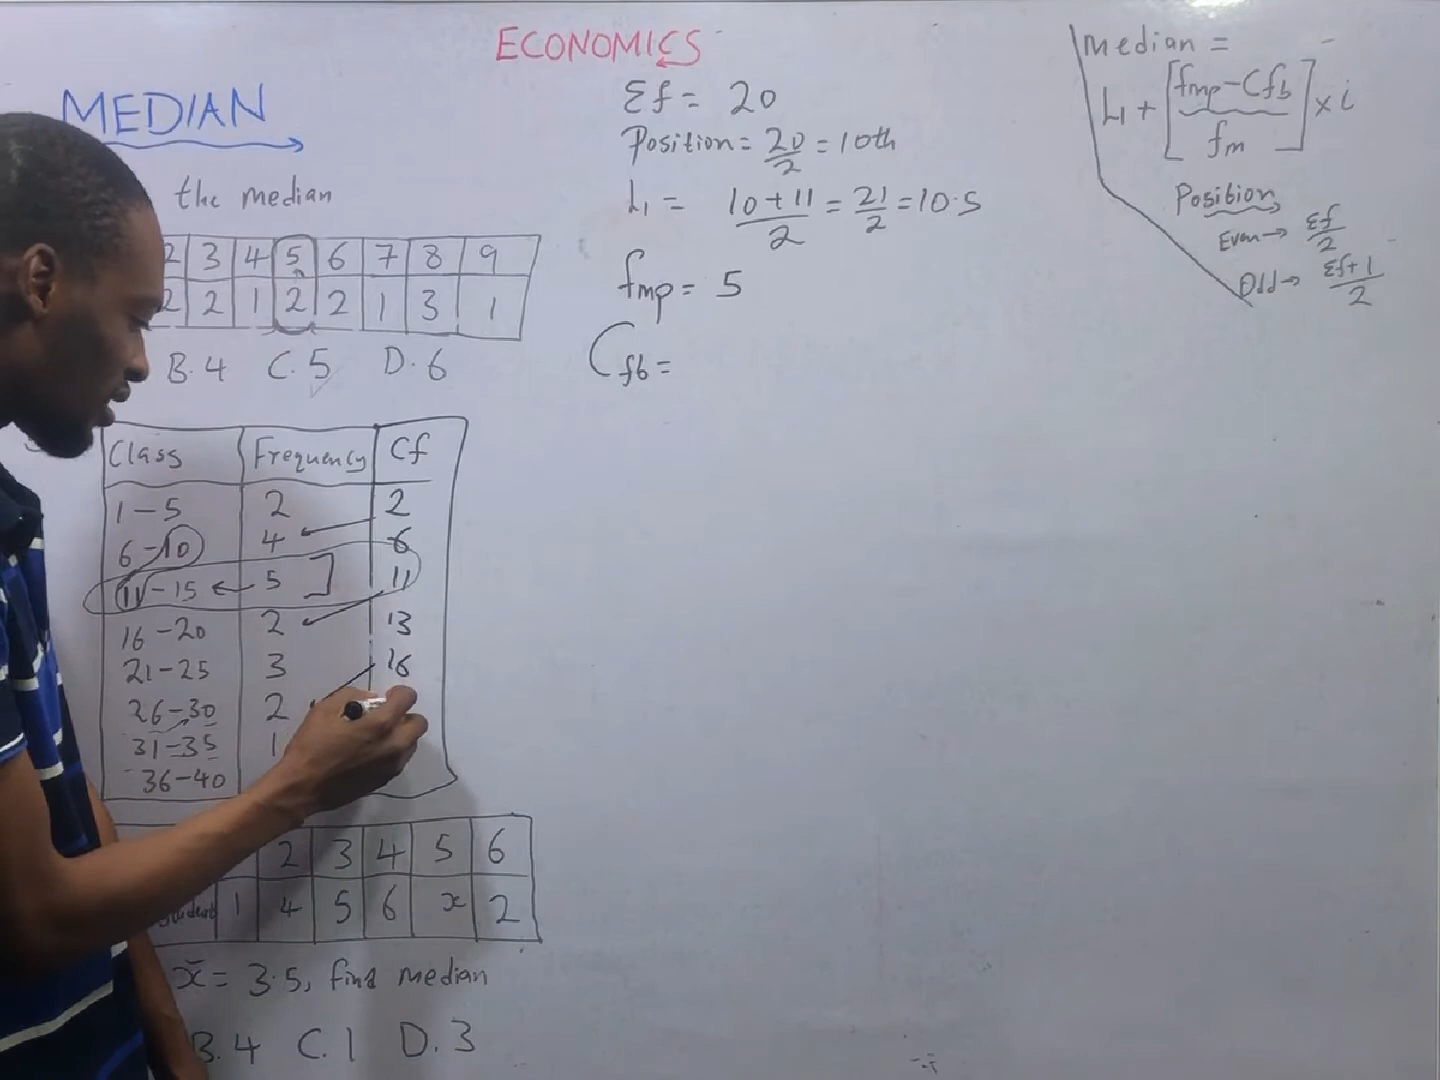 ECONOMICS
MEDIAN
the median
2 3 4 5 6 7 8 9
2 2 1 2 2 1 3 1
B.4 C.5 D.6
Class Frequency Cf
1-5 2 2
6-10 4 6
11-15 5 11
16-20 2 13
21-25 3 16
26-30 2
31-35 1
36-40
2 3 4 5 6
1 4 5 6 x 2
x̄= 3.5, find median
B.4 C.1 D.3
Σf= 20
Position= 20/2 = 10th
L1 = 10+11/2 = 21/2 = 10.5
fmp= 5
Cfb=
median =
L1 + [fmp-Cfb/fm] × i
Position
Even→ Σf/2
Odd→ Σf+1/2